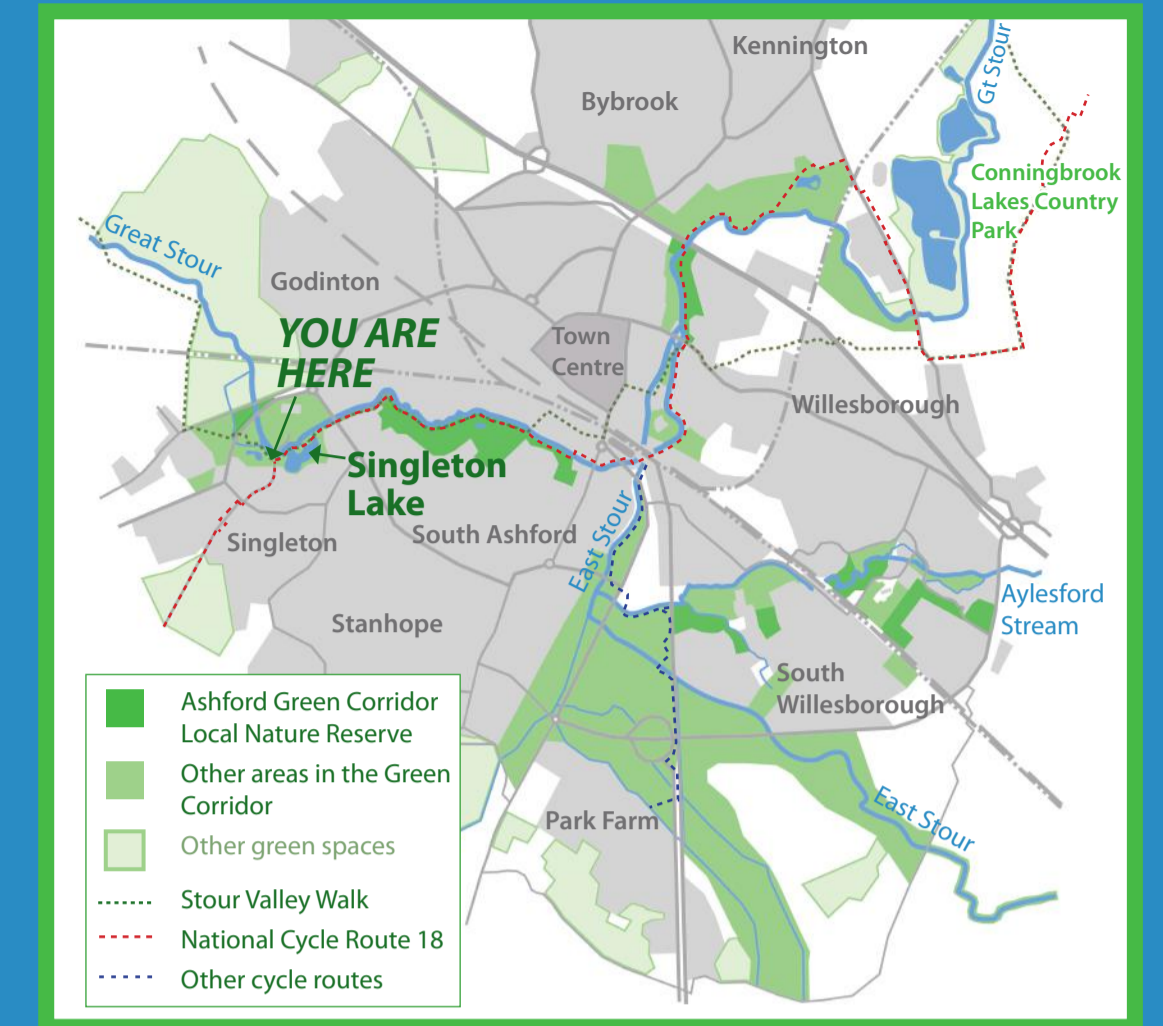 Kennington
Bybrook
Gt Stour
Conningbrook
Lakes Country
Park
Great Stour
Godinton
YOU ARE
HERE
Town
Centre
Willesborough
Singleton
Lake
South Ashford
Singleton
East Stour
Stanhope
Aylesford
Stream
South
Willesborough
Park Farm
East Stour
Ashford Green Corridor
Local Nature Reserve
Other areas in the Green
Corridor
Other green spaces
Stour Valley Walk
National Cycle Route 18
Other cycle routes